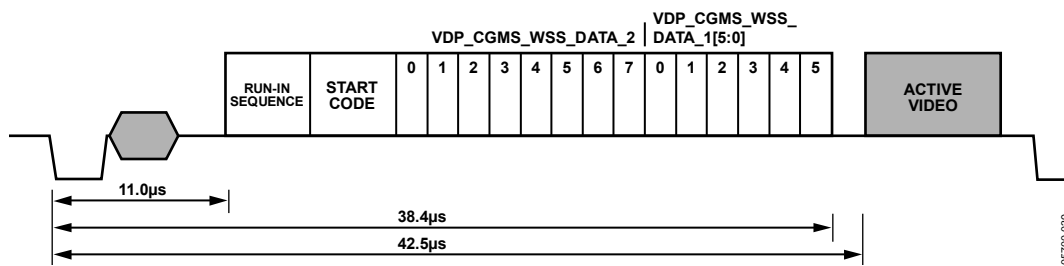 VDP_CGMS_WSS_DATA_2
VDP_CGMS_WSS_
DATA_1[5:0]
RUN-IN
SEQUENCE
START
CODE
0 1 2 3 4 5 6 7 0 1 2 3 4 5
ACTIVE
VIDEO
11.0µs
38.4µs
42.5µs